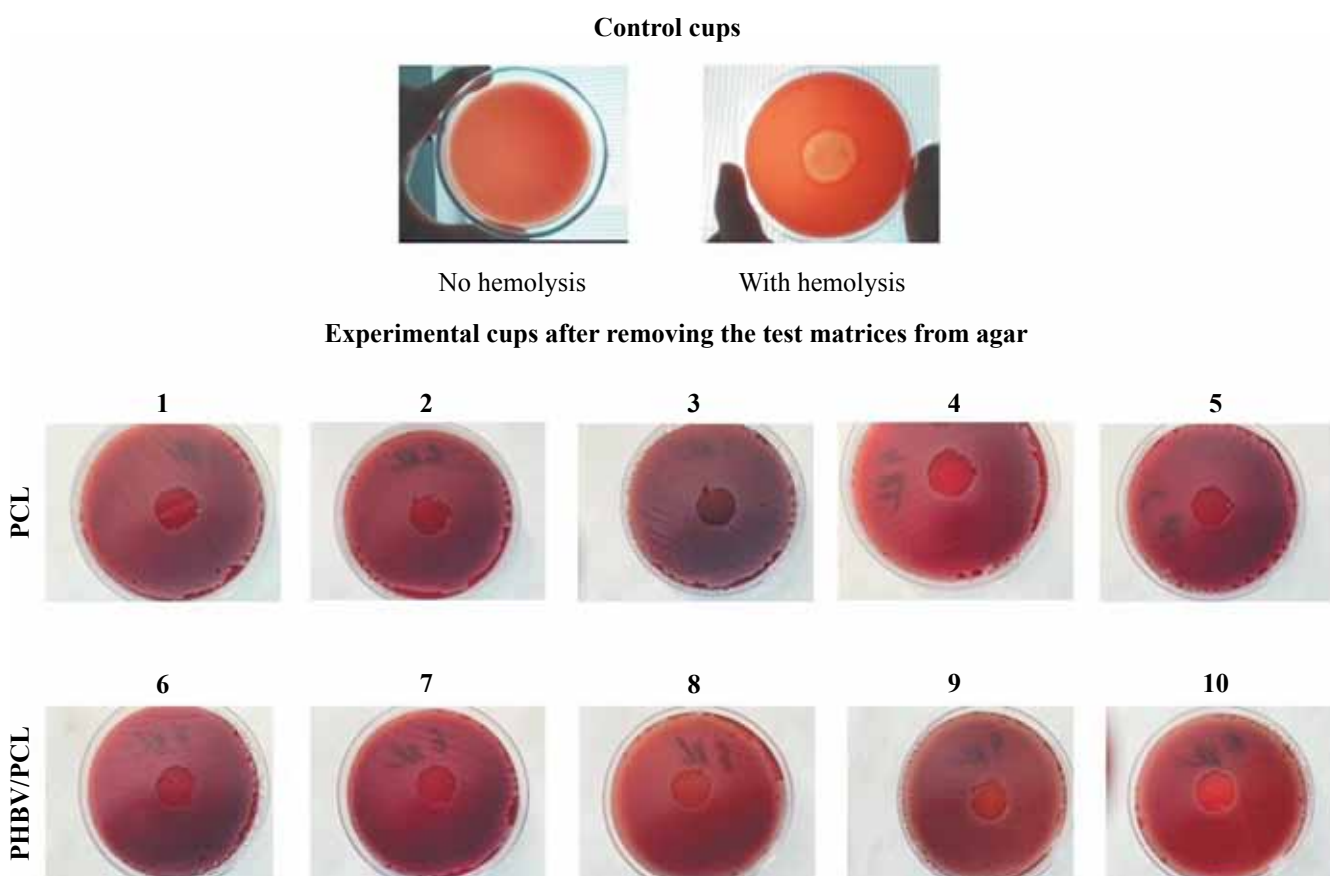 Control cups
No hemolysis
With hemolysis
Experimental cups after removing the test matrices from agar
1
2
3
4
5
PCL
6
7
8
9
10
PHBV/PCL